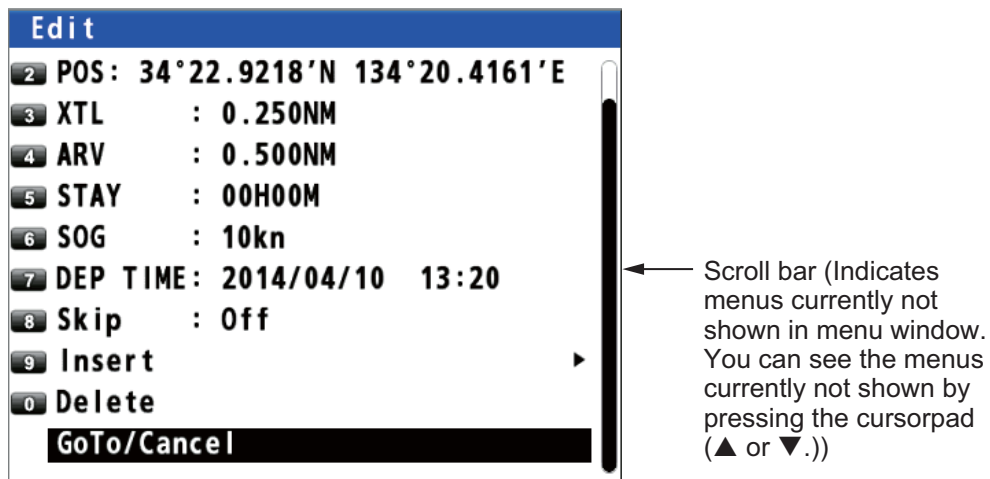 Edit
2 POS: 34°22.9218'N 134°20.4161'E
3 XTL : 0.250NM
4 ARV : 0.500NM
5 STAY : 00H00M
6 SOG : 10kn
7 DEP TIME: 2014/04/10 13:20
8 Skip : Off
9 Insert ▶
0 Delete
GoTo/Cancel
Scroll bar (Indicates
menus currently not
shown in menu window.
You can see the menus
currently not shown by
pressing the cursorpad
(▲ or ▼.))